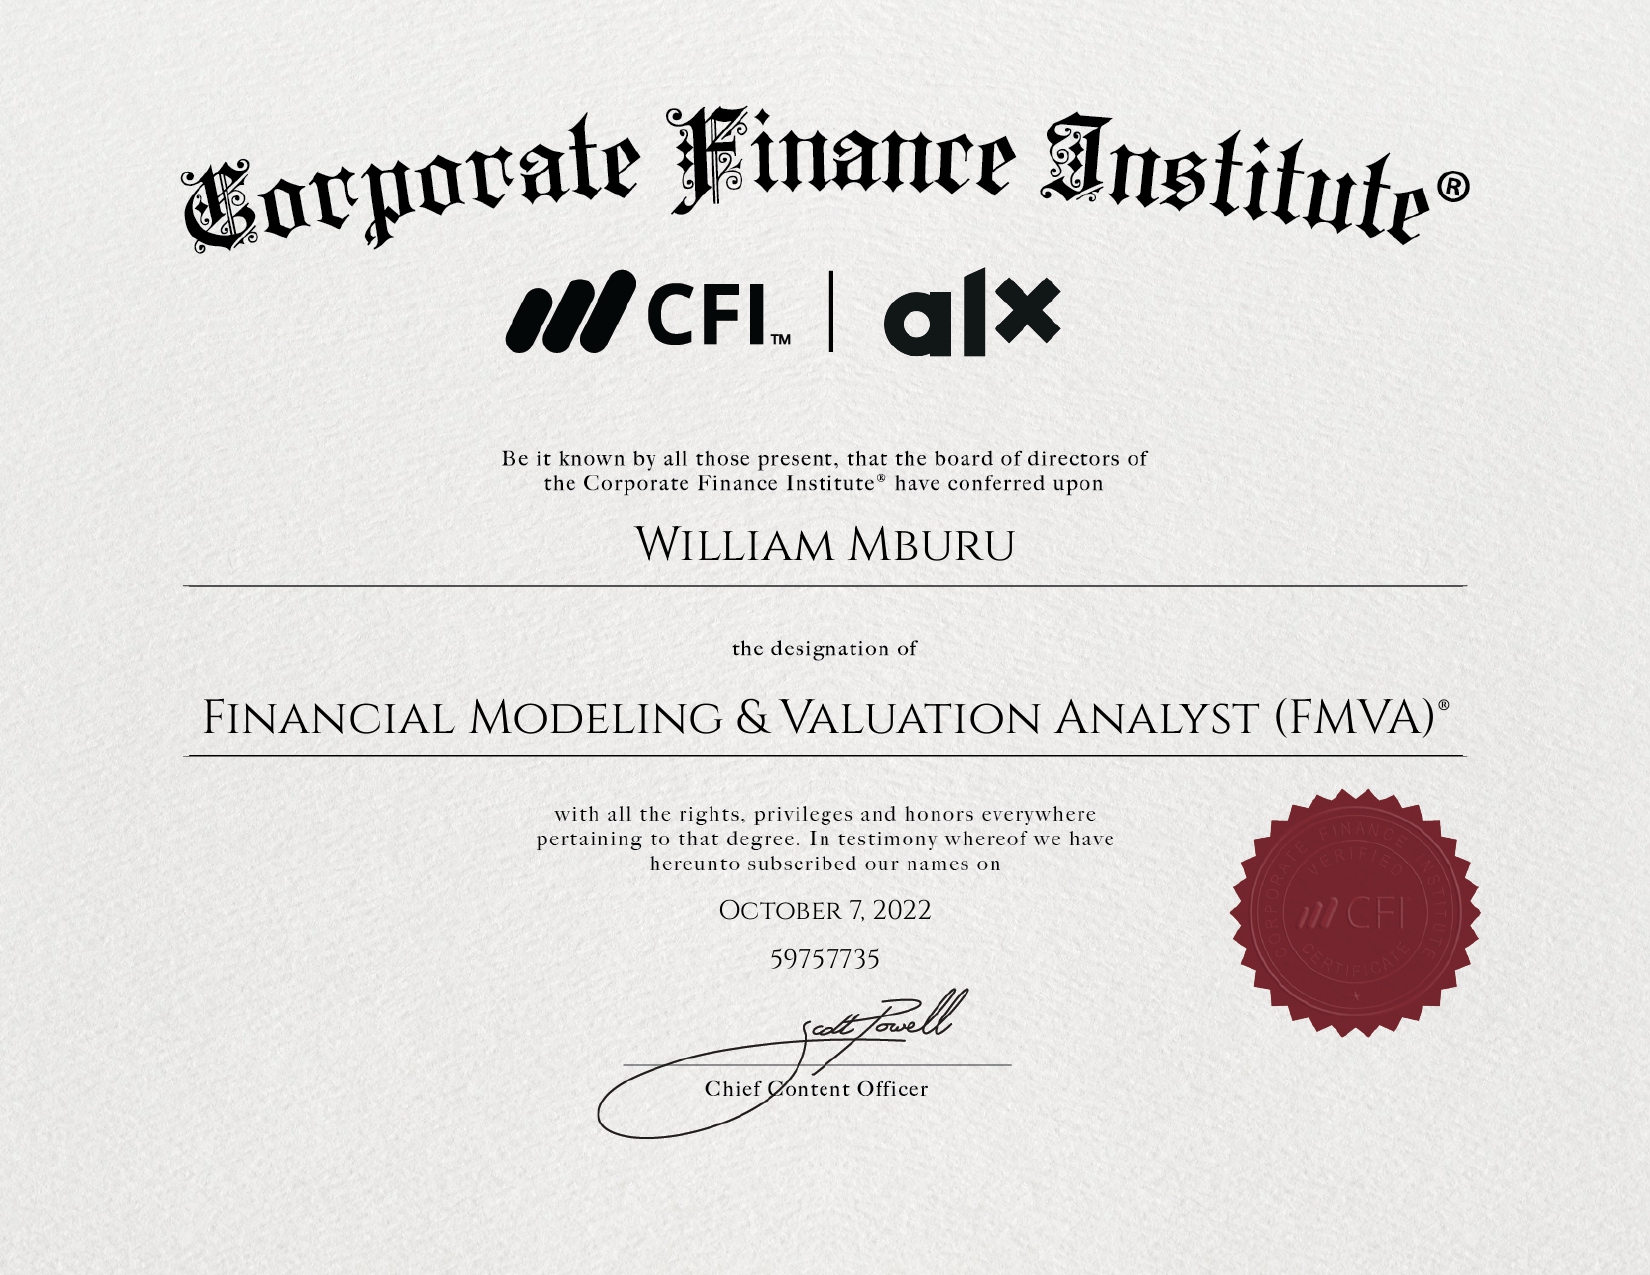 Corporate Finance Institute®
CFI™ | alx
Be it known by all those present, that the board of directors of
the Corporate Finance Institute® have conferred upon
William Mburu
the designation of
Financial Modeling & Valuation Analyst (FMVA)®
with all the rights, privileges and honors everywhere
pertaining to that degree. In testimony whereof we have
hereunto subscribed our names on
October 7, 2022
59757735
Scott Powell
Chief Content Officer
CORPORATE FINANCE INSTITUTE
VERIFIED
CFI
CERTIFICATE